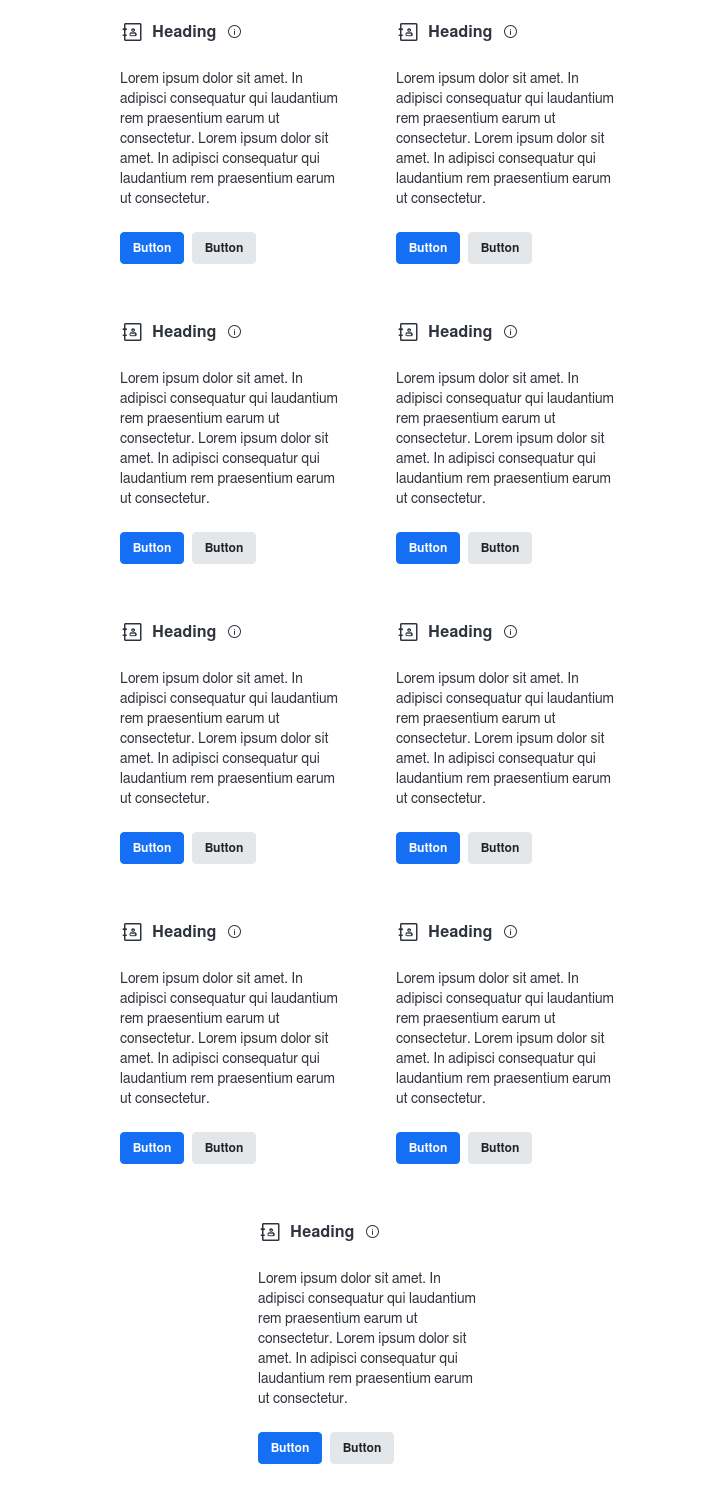 Heading
Lorem ipsum dolor sit amet. In
adipisci consequatur qui laudantium
rem praesentium earum ut
consectetur. Lorem ipsum dolor sit
amet. In adipisci consequatur qui
laudantium rem praesentium earum
ut consectetur.
Button Button
Heading
Lorem ipsum dolor sit amet. In
adipisci consequatur qui laudantium
rem praesentium earum ut
consectetur. Lorem ipsum dolor sit
amet. In adipisci consequatur qui
laudantium rem praesentium earum
ut consectetur.
Button Button
Heading
Lorem ipsum dolor sit amet. In
adipisci consequatur qui laudantium
rem praesentium earum ut
consectetur. Lorem ipsum dolor sit
amet. In adipisci consequatur qui
laudantium rem praesentium earum
ut consectetur.
Button Button
Heading
Lorem ipsum dolor sit amet. In
adipisci consequatur qui laudantium
rem praesentium earum ut
consectetur. Lorem ipsum dolor sit
amet. In adipisci consequatur qui
laudantium rem praesentium earum
ut consectetur.
Button Button
Heading
Lorem ipsum dolor sit amet. In
adipisci consequatur qui laudantium
rem praesentium earum ut
consectetur. Lorem ipsum dolor sit
amet. In adipisci consequatur qui
laudantium rem praesentium earum
ut consectetur.
Button Button
Heading
Lorem ipsum dolor sit amet. In
adipisci consequatur qui laudantium
rem praesentium earum ut
consectetur. Lorem ipsum dolor sit
amet. In adipisci consequatur qui
laudantium rem praesentium earum
ut consectetur.
Button Button
Heading
Lorem ipsum dolor sit amet. In
adipisci consequatur qui laudantium
rem praesentium earum ut
consectetur. Lorem ipsum dolor sit
amet. In adipisci consequatur qui
laudantium rem praesentium earum
ut consectetur.
Button Button
Heading
Lorem ipsum dolor sit amet. In
adipisci consequatur qui laudantium
rem praesentium earum ut
consectetur. Lorem ipsum dolor sit
amet. In adipisci consequatur qui
laudantium rem praesentium earum
ut consectetur.
Button Button
Heading
Lorem ipsum dolor sit amet. In
adipisci consequatur qui laudantium
rem praesentium earum ut
consectetur. Lorem ipsum dolor sit
amet. In adipisci consequatur qui
laudantium rem praesentium earum
ut consectetur.
Button Button